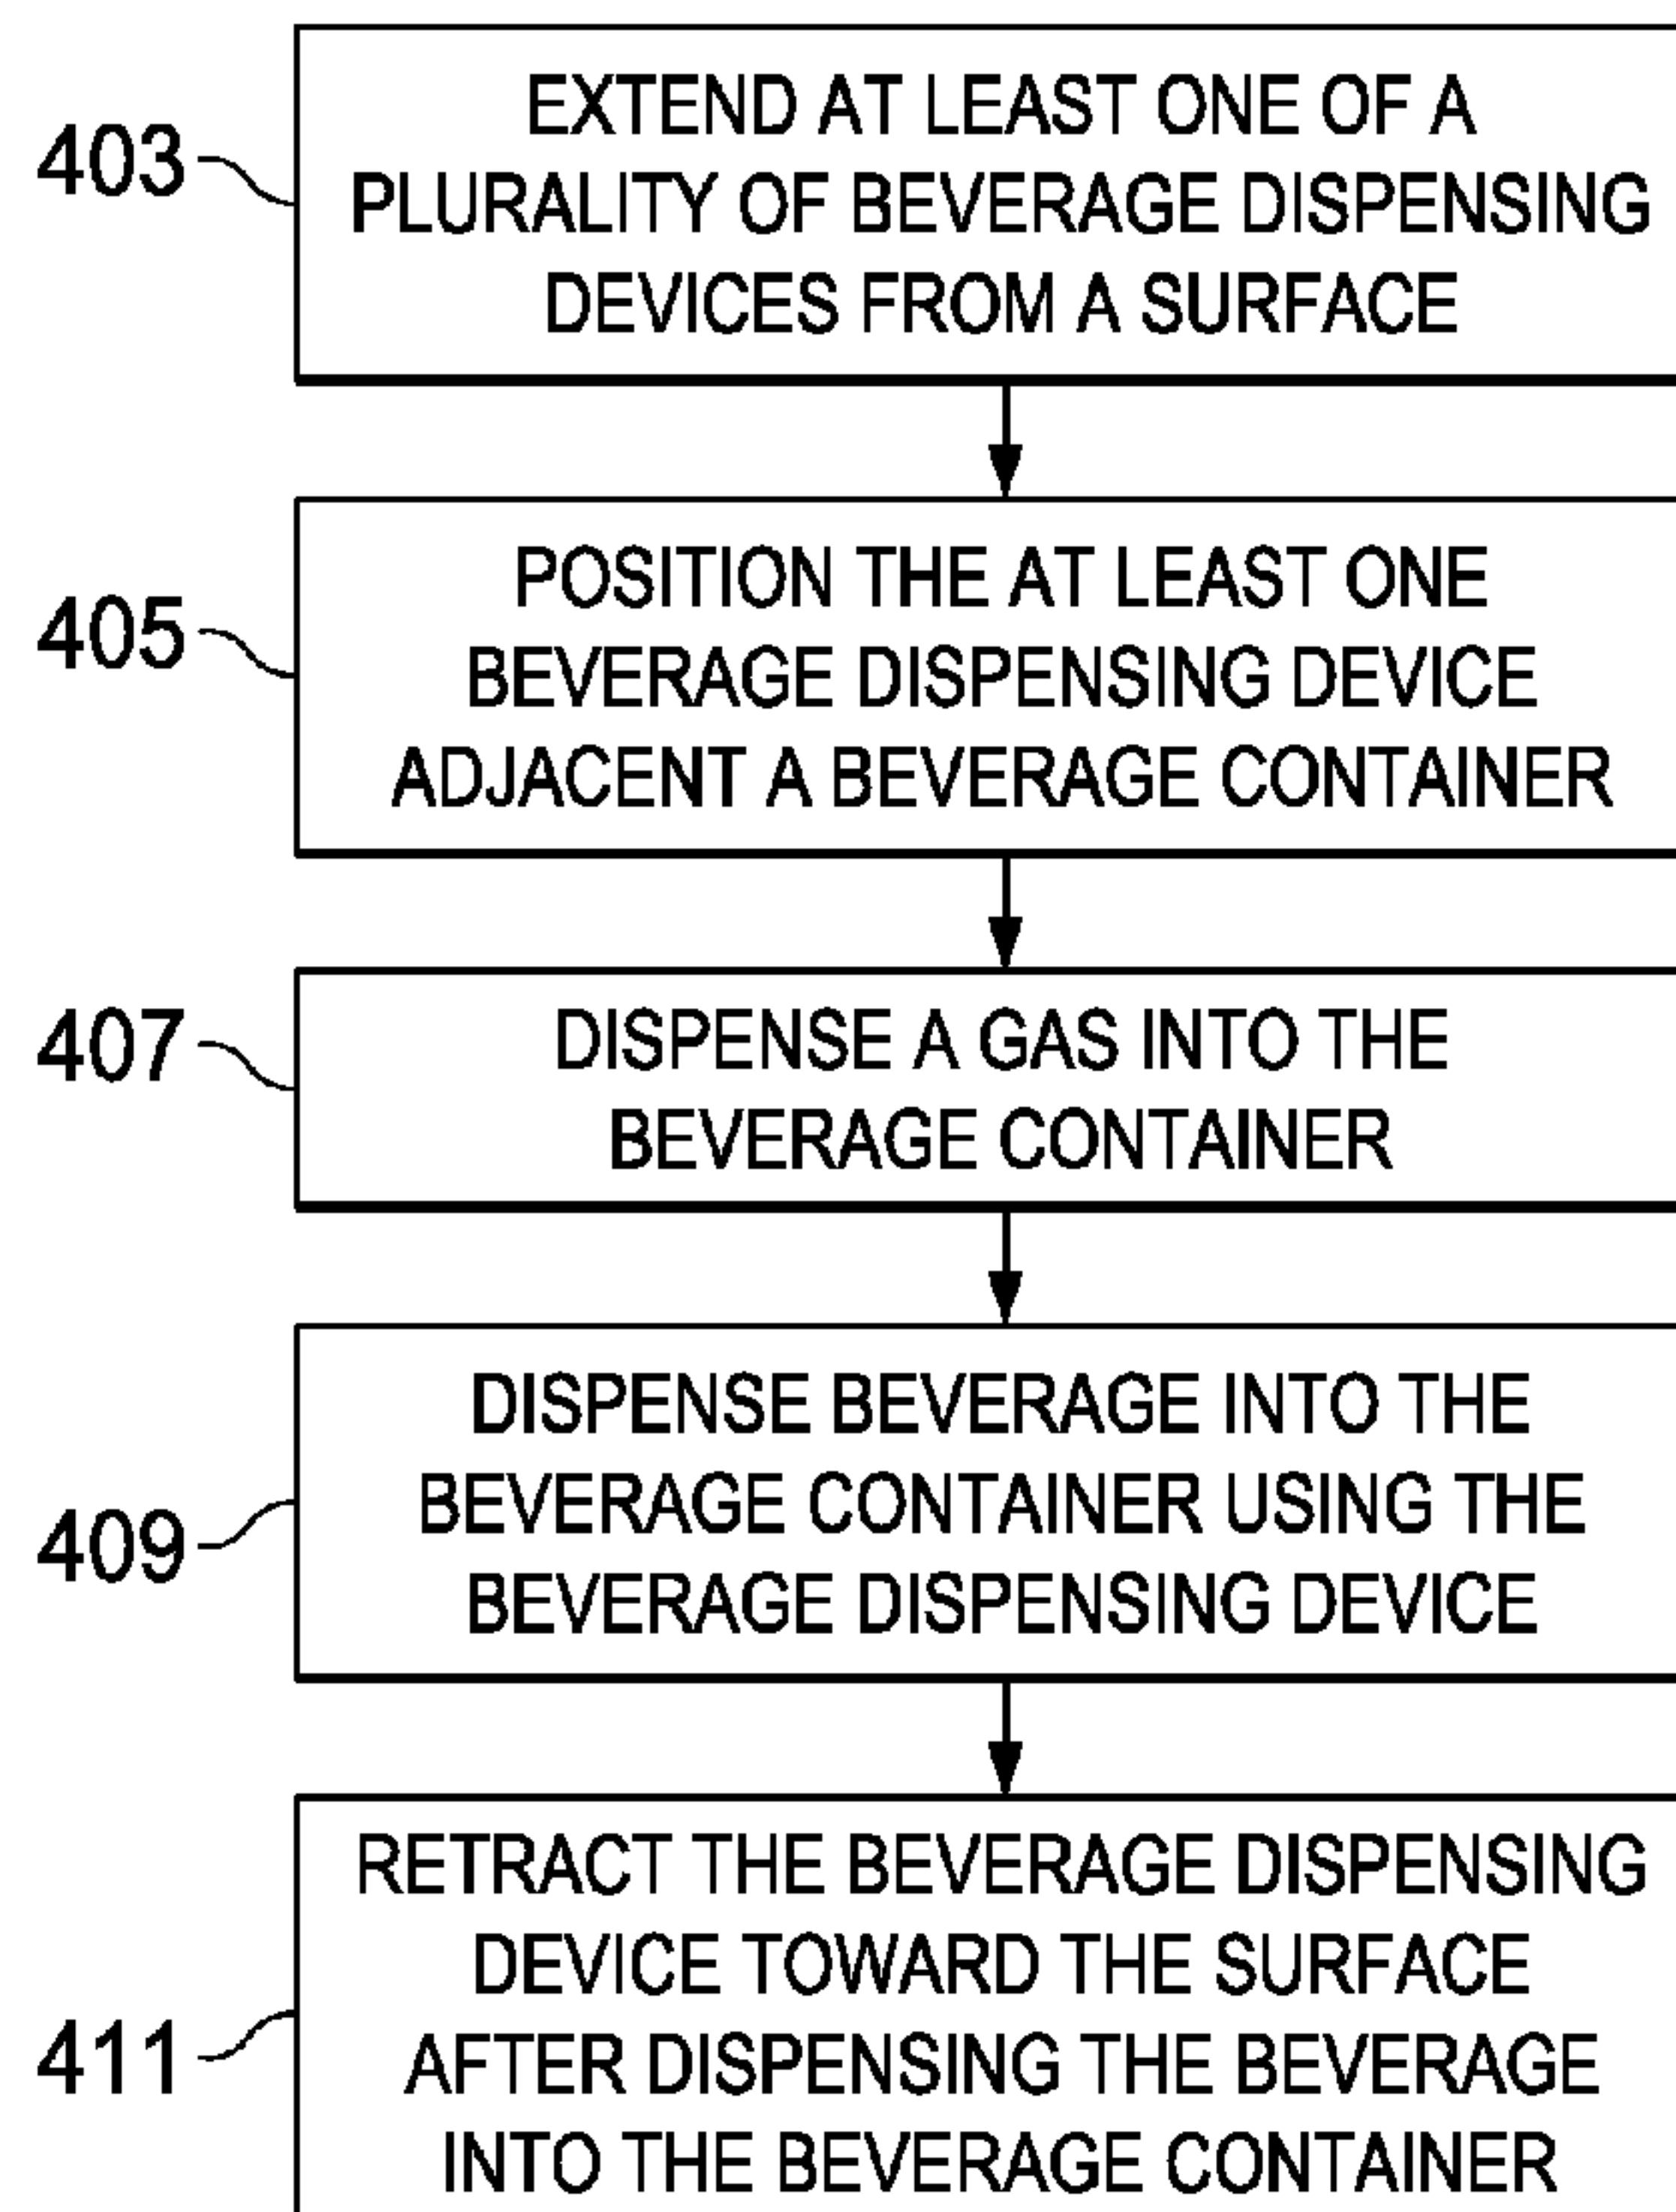 403
EXTEND AT LEAST ONE OF A
PLURALITY OF BEVERAGE DISPENSING
DEVICES FROM A SURFACE
405
POSITION THE AT LEAST ONE
BEVERAGE DISPENSING DEVICE
ADJACENT A BEVERAGE CONTAINER
407
DISPENSE A GAS INTO THE
BEVERAGE CONTAINER
409
DISPENSE BEVERAGE INTO THE
BEVERAGE CONTAINER USING THE
BEVERAGE DISPENSING DEVICE
411
RETRACT THE BEVERAGE DISPENSING
DEVICE TOWARD THE SURFACE
AFTER DISPENSING THE BEVERAGE
INTO THE BEVERAGE CONTAINER